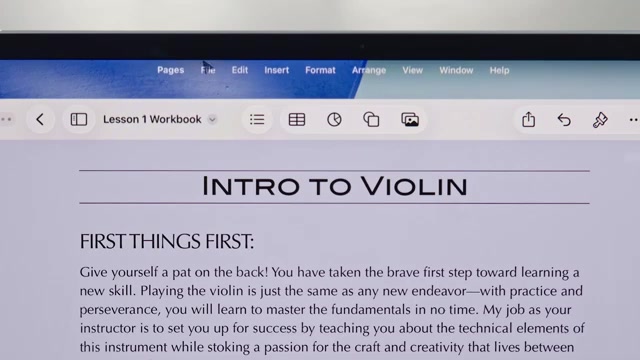 Pages File Edit Insert Format Arrange View Window Help
Lesson 1 Workbook
INTRO TO VIOLIN
FIRST THINGS FIRST:
Give yourself a pat on the back! You have taken the brave first step toward learning a
new skill. Playing the violin is just the same as any new endeavor—with practice and
perseverance, you will learn to master the fundamentals in no time. My job as your
instructor is to set you up for success by teaching you about the technical elements of
this instrument while stoking a passion for the craft and creativity that lives between